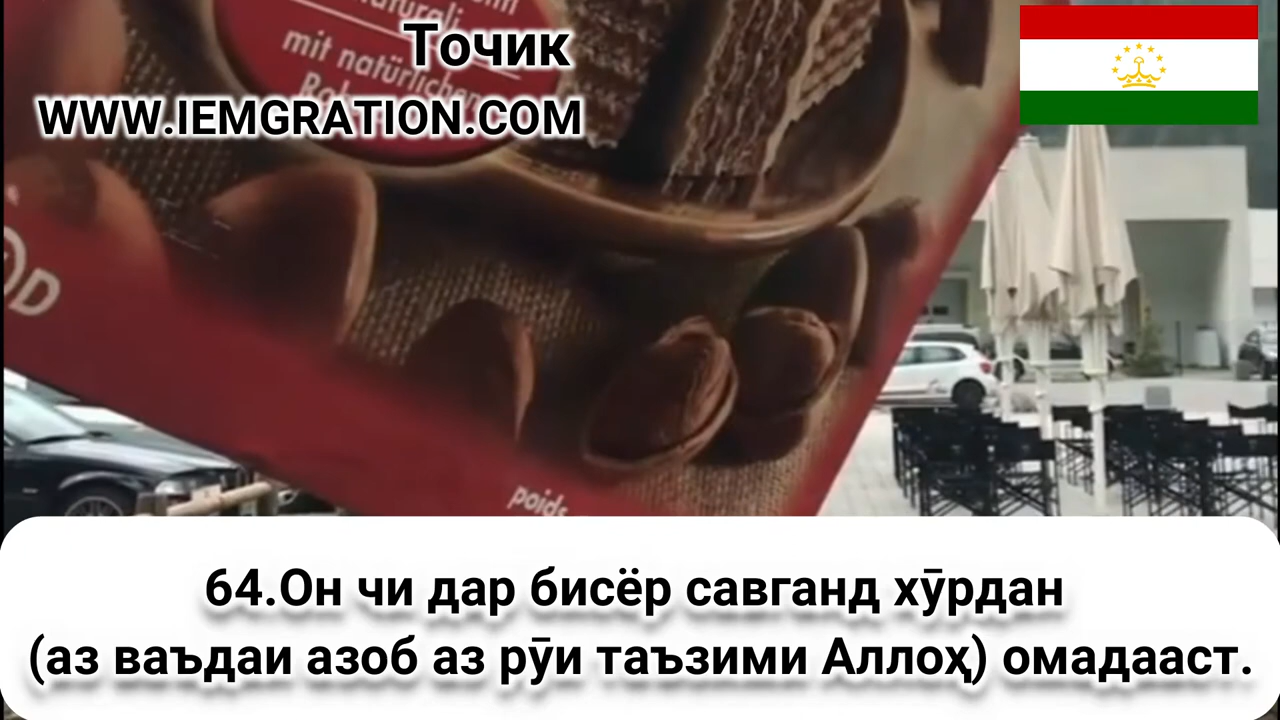 naturali
Точик
mit natürlichen
WWW.IEMGRATION.COM
poids
64.Он чи дар бисёр савганд хӯрдан
(аз ваъдаи азоб аз рӯи таъзими Аллоҳ) омадааст.